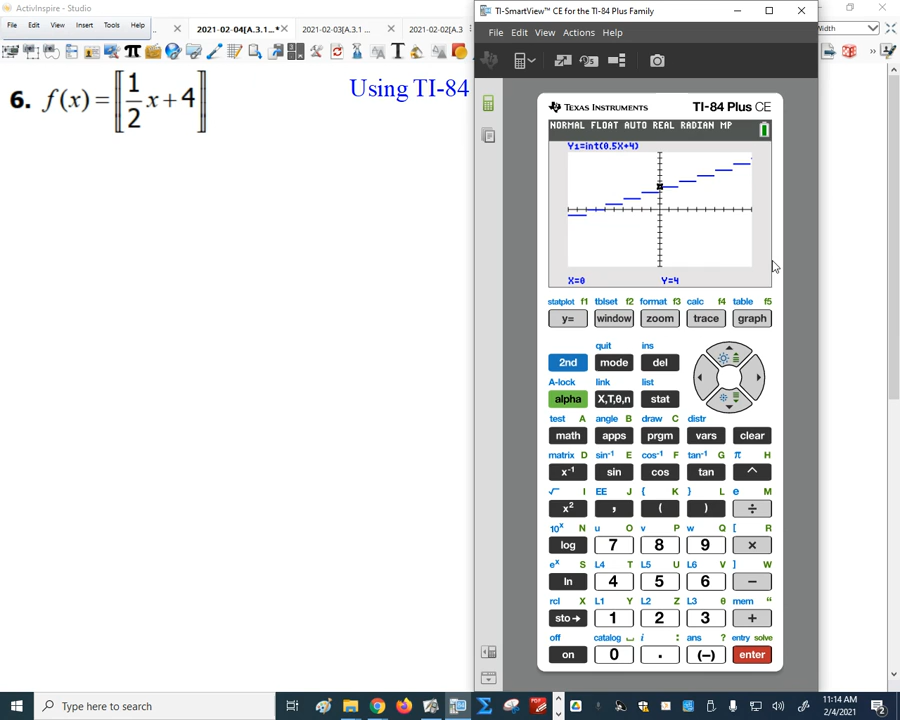 ActivInspire - Studio
File Edit View Insert Tools Help
2021-02-04[A.3.1...* 2021-02-03[A.3.1.... 2021-02-02[A.3
Width
6. f(x) = [[1/2 x + 4]]
Using TI-84
TI-SmartView™ CE for the TI-84 Plus Family
File Edit View Actions Help
TEXAS INSTRUMENTS TI-84 Plus CE
NORMAL FLOAT AUTO REAL RADIAN MP
Y1=int(0.5X+4)
X=0 Y=4
statplot f1 tblset f2 format f3 calc f4 table f5
y= window zoom trace graph
quit ins
2nd mode del
A-lock link list
alpha X,T,θ,n stat
test A angle B draw C distr
math apps prgm vars clear
matrix D sin⁻¹ E cos⁻¹ F tan⁻¹ G π H
x⁻¹ sin cos tan ^
√ I EE J { K } L e M
x² , ( ) ÷
10ˣ N u O v P w Q [ R
log 7 8 9 ×
eˣ S L4 T L5 U L6 V ] W
ln 4 5 6 −
rcl X L1 Y L2 Z L3 θ mem "
sto→ 1 2 3 +
off catalog i : ans ? entry solve
on 0 . (−) enter
Type here to search
11:14 AM
2/4/2021
2